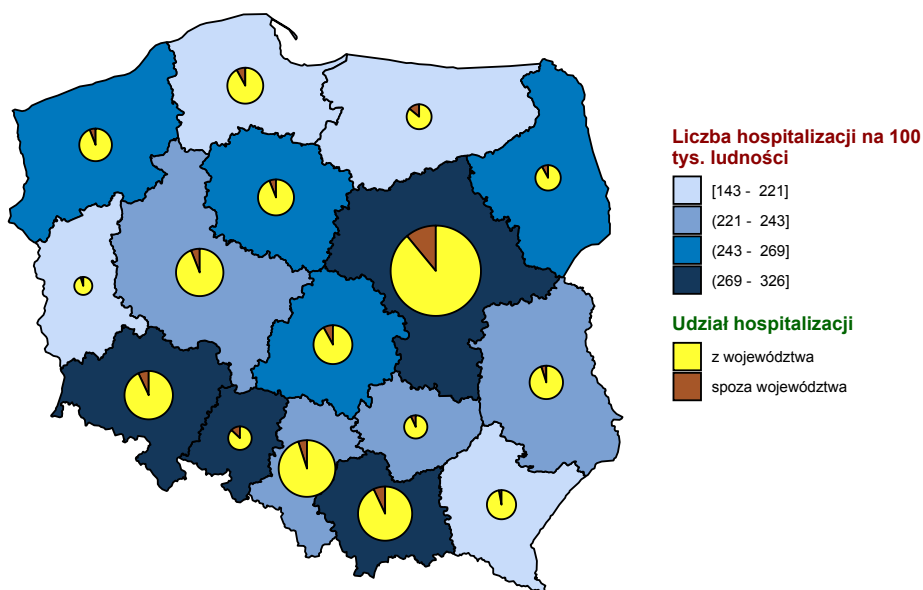 Liczba hospitalizacji na 100
tys. ludności
[143 - 221]
(221 - 243]
(243 - 269]
(269 - 326]
Udział hospitalizacji
z województwa
spoza województwa